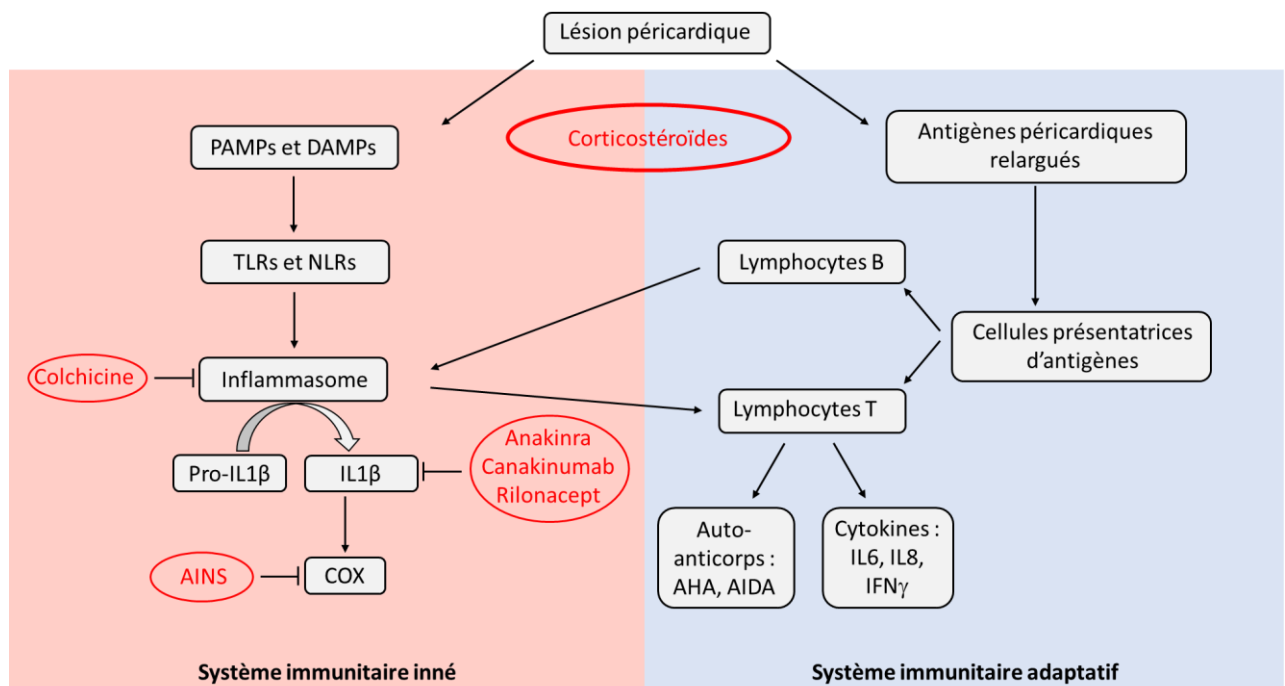 Lésion péricardique
Corticostéroïdes
PAMPs et DAMPs
Antigènes péricardiques
relargués
TLRs et NLRs
Lymphocytes B
Cellules présentatrices
d'antigènes
Colchicine
Inflammasome
Lymphocytes T
Pro-IL1β
IL1β
Anakinra
Canakinumab
Rilonacept
AINS
COX
Auto-
anticorps :
AHA, AIDA
Cytokines :
IL6, IL8,
IFNγ
Système immunitaire inné
Système immunitaire adaptatif